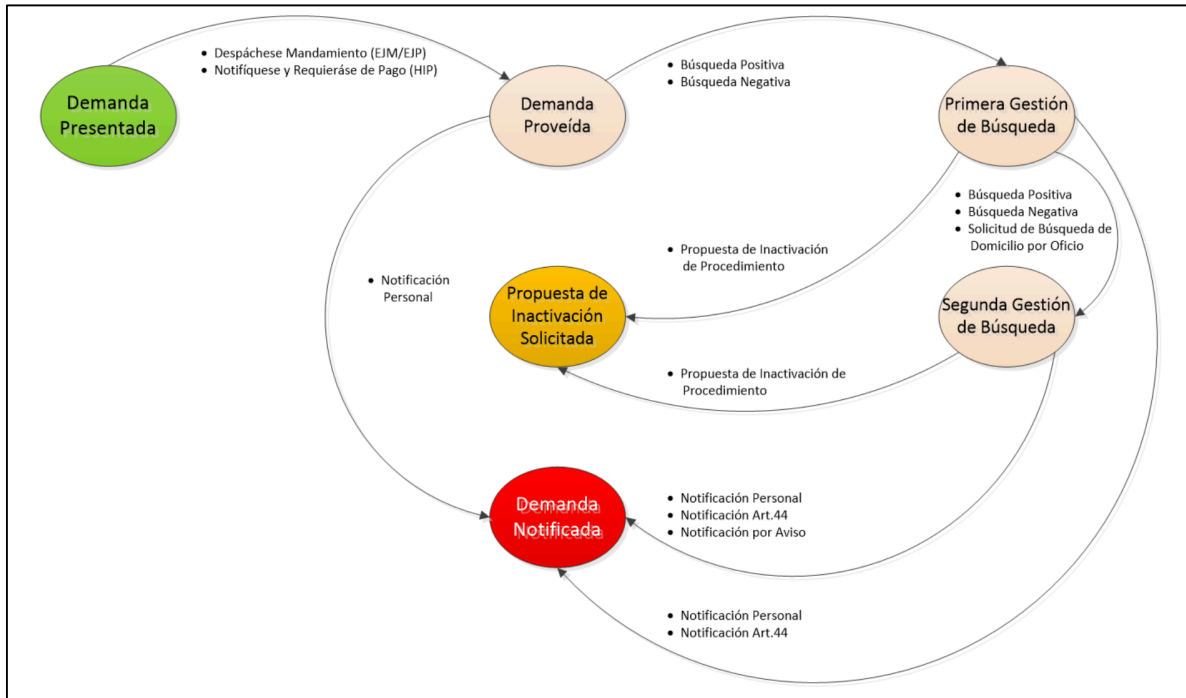 Despáchese Mandamiento (EJM/EJP)
Notifíquese y Requieráse de Pago (HIP)
Búsqueda Positiva
Búsqueda Negativa
Demanda
Presentada
Demanda
Proveída
Primera Gestión
de Búsqueda
Búsqueda Positiva
Búsqueda Negativa
Solicitud de Búsqueda de
Domicilio por Oficio
Propuesta de Inactivación
de Procedimiento
Notificación
Personal
Propuesta de
Inactivación
Solicitada
Segunda Gestión
de Búsqueda
Propuesta de Inactivación de
Procedimiento
Demanda
Notificada
Notificación Personal
Notificación Art.44
Notificación por Aviso
Notificación Personal
Notificación Art.44